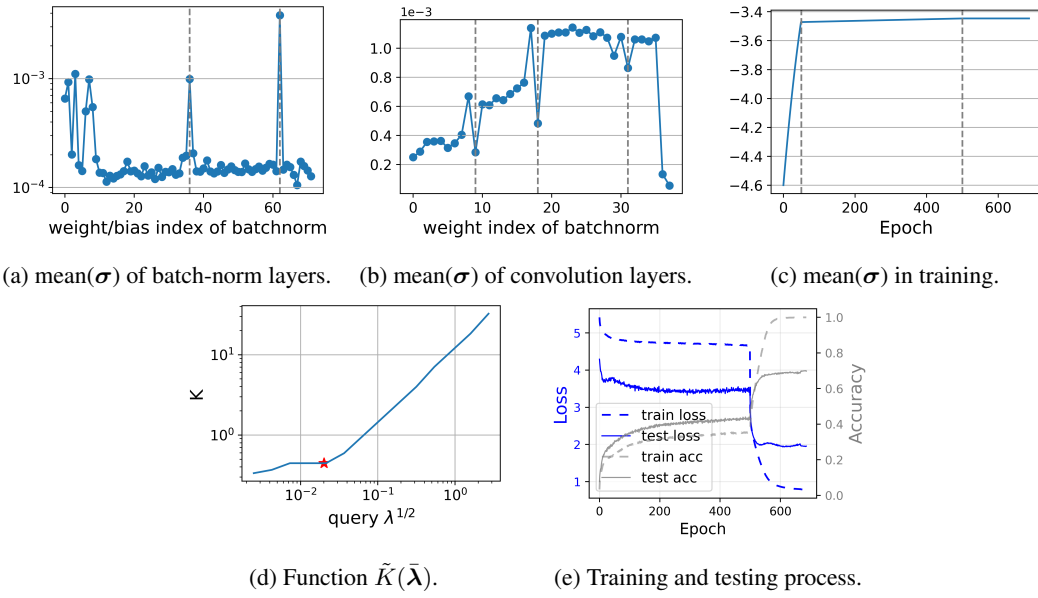 1e−3
10^{−3}
10^{−4}
0 20 40 60
weight/bias index of batchnorm
1.0
0.8
0.6
0.4
0.2
0 10 20 30
weight index of batchnorm
−3.4
−3.6
−3.8
−4.0
−4.2
−4.4
−4.6
0 200 400 600
Epoch
(a) mean(σ) of batch-norm layers.
(b) mean(σ) of convolution layers.
(c) mean(σ) in training.
K
10^1
10^0
10^{−2} 10^{−1} 10^0
query λ^{1/2}
Loss
5
4
3
2
1
train loss
test loss
train acc
test acc
1.0
0.8
0.6
0.4
0.2
0.0
Accuracy
0 200 400 600
Epoch
(d) Function K̃(λ̄).
(e) Training and testing process.